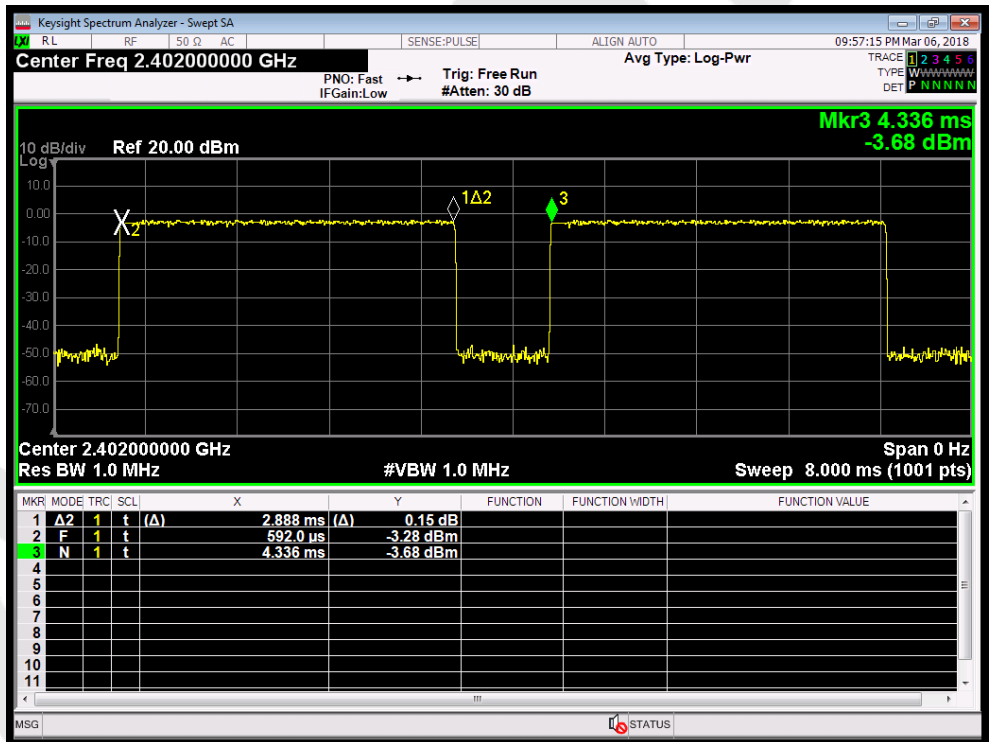 Keysight Spectrum Analyzer - Swept SA
LXI RL RF 50 Ω AC SENSE:PULSE ALIGN AUTO 09:57:15 PM Mar 06, 2018
Center Freq 2.402000000 GHz Avg Type: Log-Pwr TRACE 1 2 3 4 5 6
PNO: Fast Trig: Free Run TYPE WWWWWW
IFGain:Low #Atten: 30 dB DET P N N N N N
Mkr3 4.336 ms
10 dB/div Ref 20.00 dBm -3.68 dBm
Log
10.0
1Δ2 3
0.00
2
-10.0
-20.0
-30.0
-40.0
-50.0
-60.0
-70.0
Center 2.402000000 GHz Span 0 Hz
Res BW 1.0 MHz #VBW 1.0 MHz Sweep 8.000 ms (1001 pts)
MKR MODE TRC SCL X Y FUNCTION FUNCTION WIDTH FUNCTION VALUE
1 Δ2 1 t (Δ) 2.888 ms (Δ) 0.15 dB
2 F 1 t 592.0 µs -3.28 dBm
3 N 1 t 4.336 ms -3.68 dBm
4
5
6
7
8
9
10
11
MSG STATUS